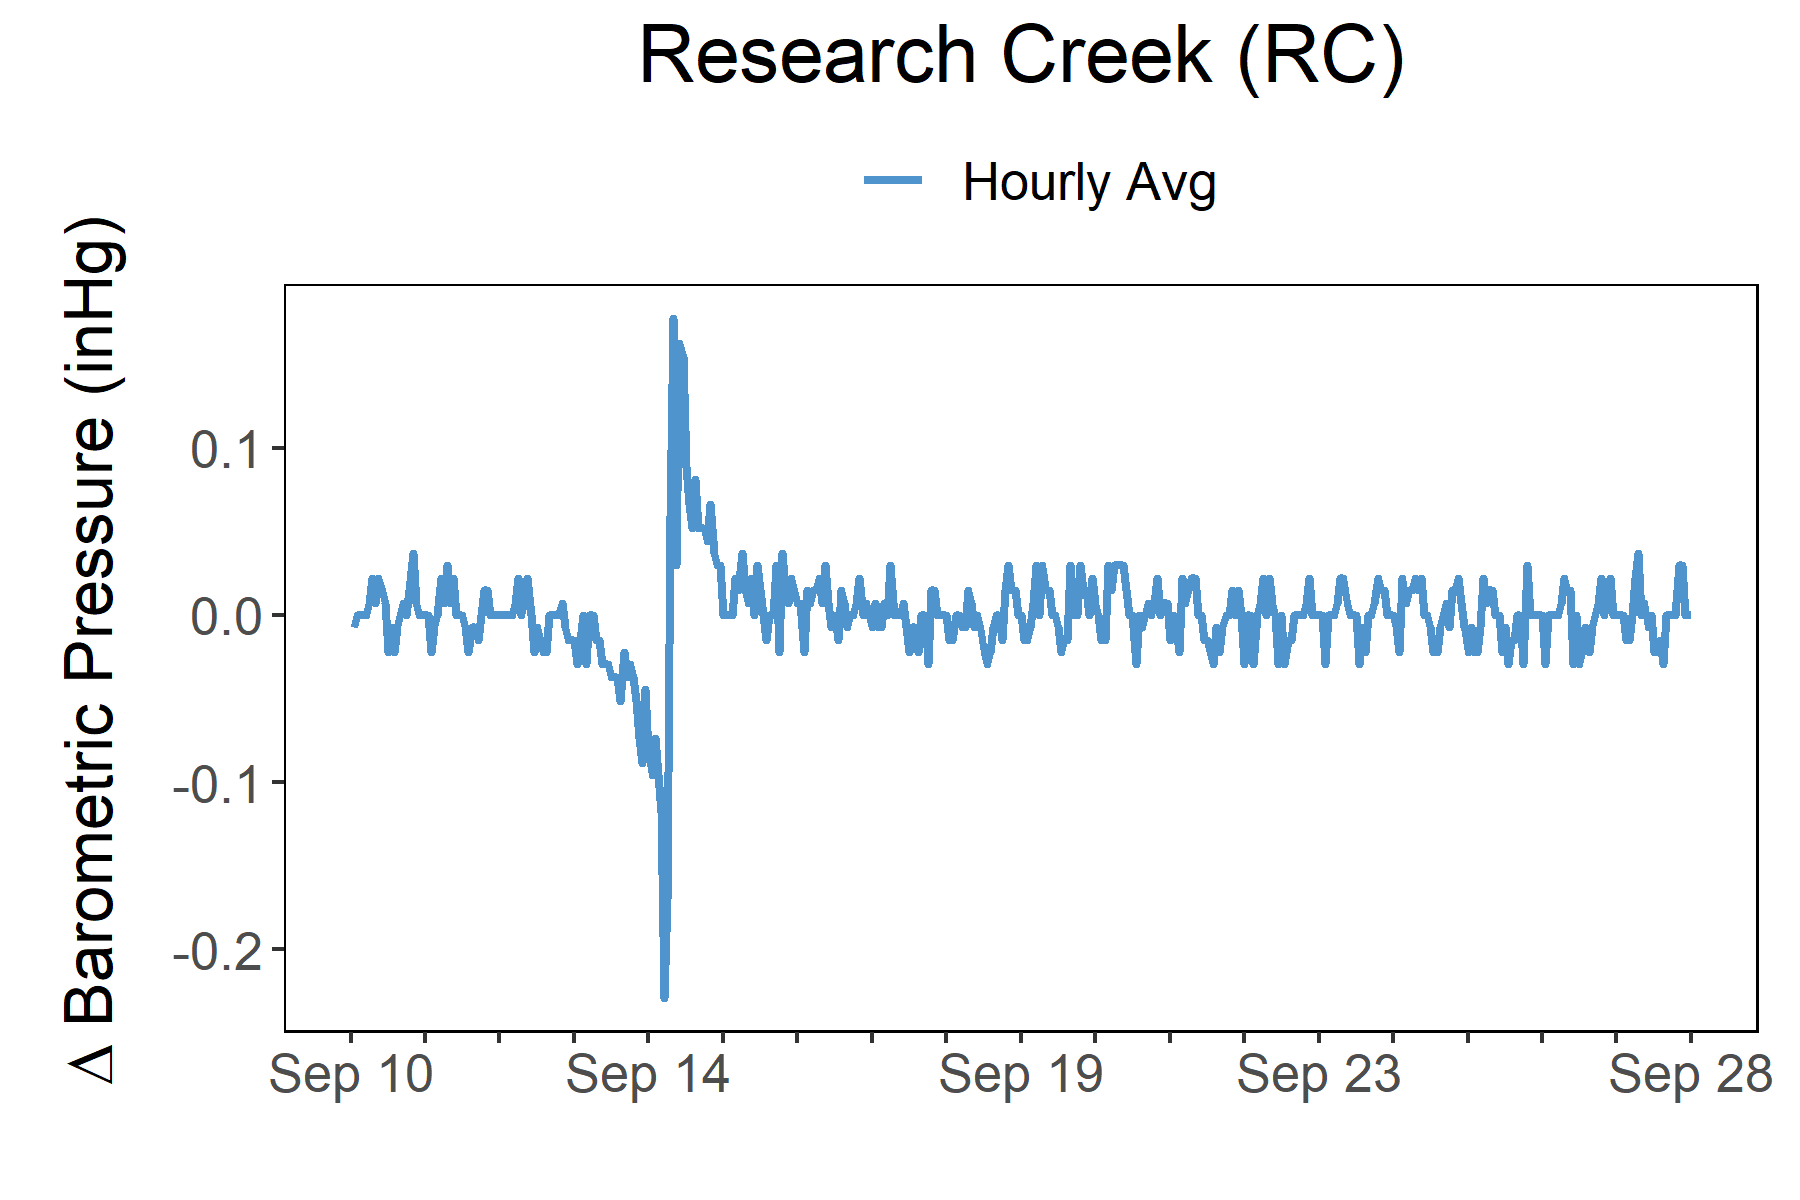 Research Creek (RC)
Hourly Avg
Δ Barometric Pressure (inHg)
0.1
0.0
-0.1
-0.2
Sep 10
Sep 14
Sep 19
Sep 23
Sep 28